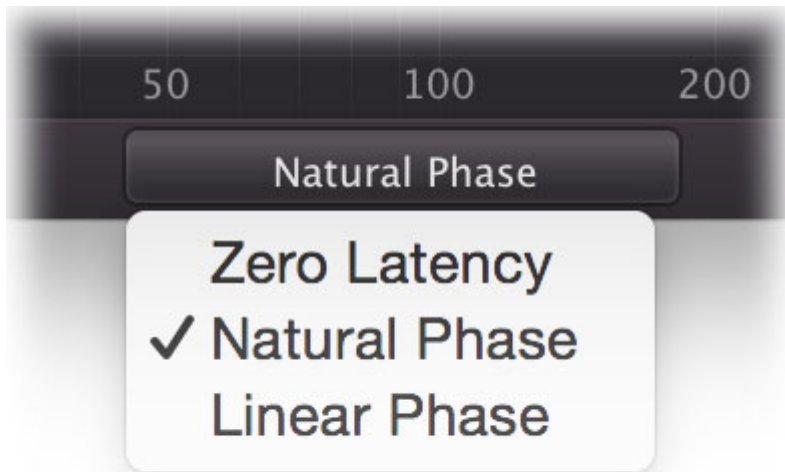 50 100 200
Natural Phase
Zero Latency
✓ Natural Phase
Linear Phase